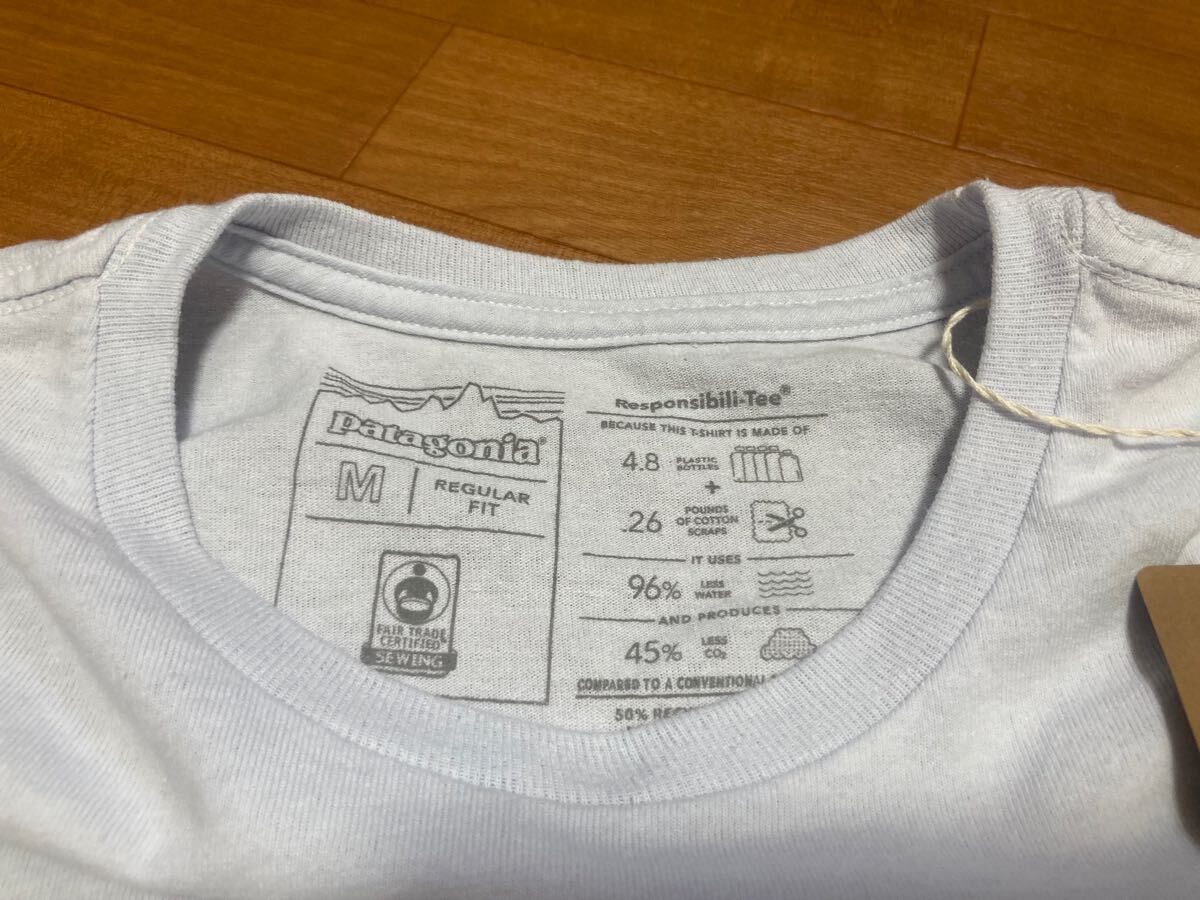 patagonia®
M
REGULAR
FIT
FAIR TRADE
CERTIFIED™
SEWING
Responsibili-Tee®
BECAUSE THIS T-SHIRT IS MADE OF
4.8 PLASTIC
BOTTLES
+
.26 POUNDS
OF COTTON
SCRAPS
IT USES
96% LESS
WATER
AND PRODUCES
45% LESS
CO₂
COMPARED TO A CONVENTIONAL
50%